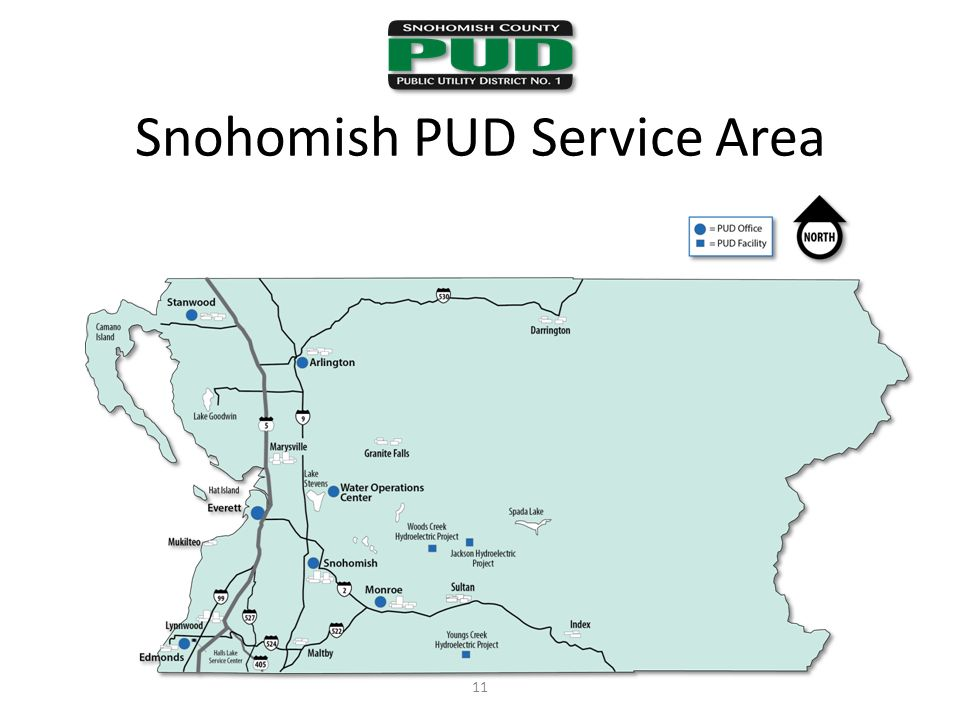 SNOHOMISH COUNTY
PUD
PUBLIC UTILITY DISTRICT NO. 1
Snohomish PUD Service Area
= PUD Office
= PUD Facility
NORTH
Stanwood
530
Camano
Island
Darrington
Arlington
Lake Goodwin
5
9
Marysville
Granite Falls
Lake
Stevens
Hat Island
Water Operations
Center
Everett
Spada Lake
Woods Creek
Hydroelectric Project
Mukilteo
Jackson Hydroelectric
Project
Snohomish
2
Monroe
Sultan
99
527
Lynnwood
522
Index
524
Edmonds
Halls Lake
Service Center
405
Maltby
Youngs Creek
Hydroelectric Project
11